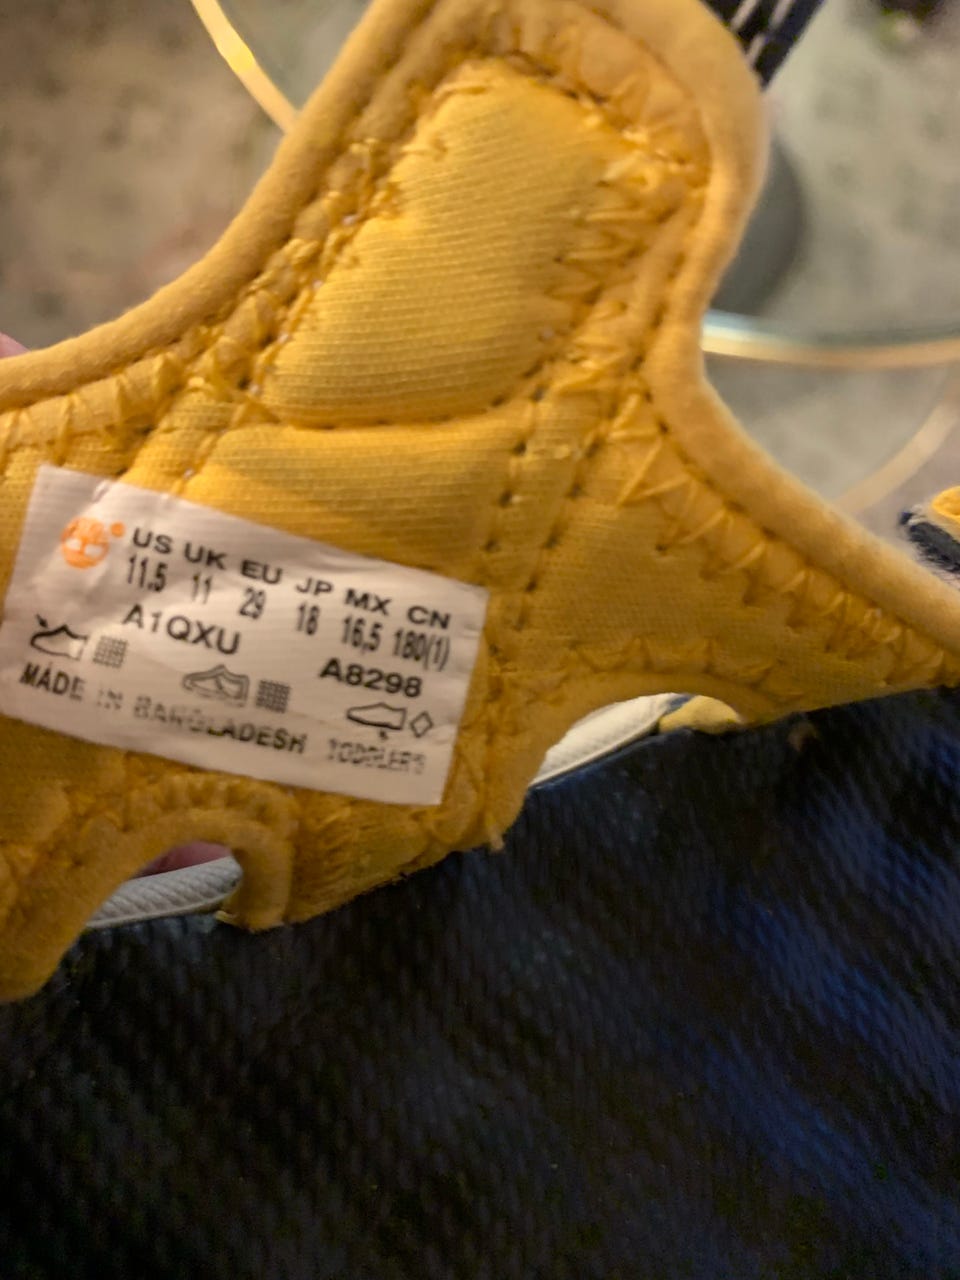 US UK EU JP MX CN
11.5 11 29 18 16,5 180(1)
A1QXU A8298
MADE IN BANGLADESH TODDLERS